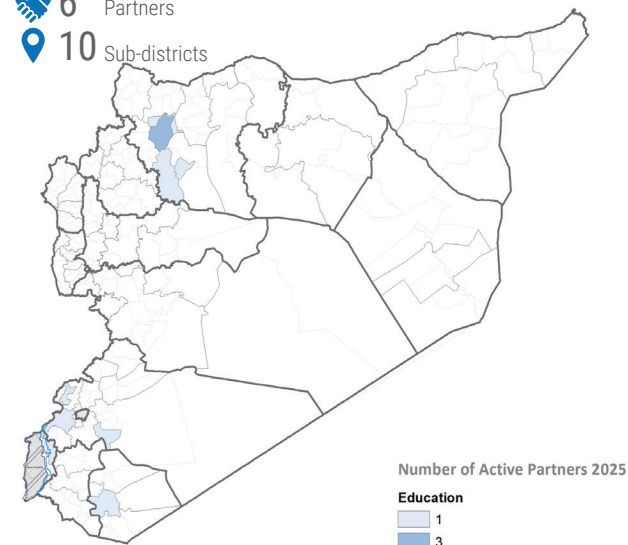 6 Partners
10 Sub-districts
Number of Active Partners 2025
Education
1
3